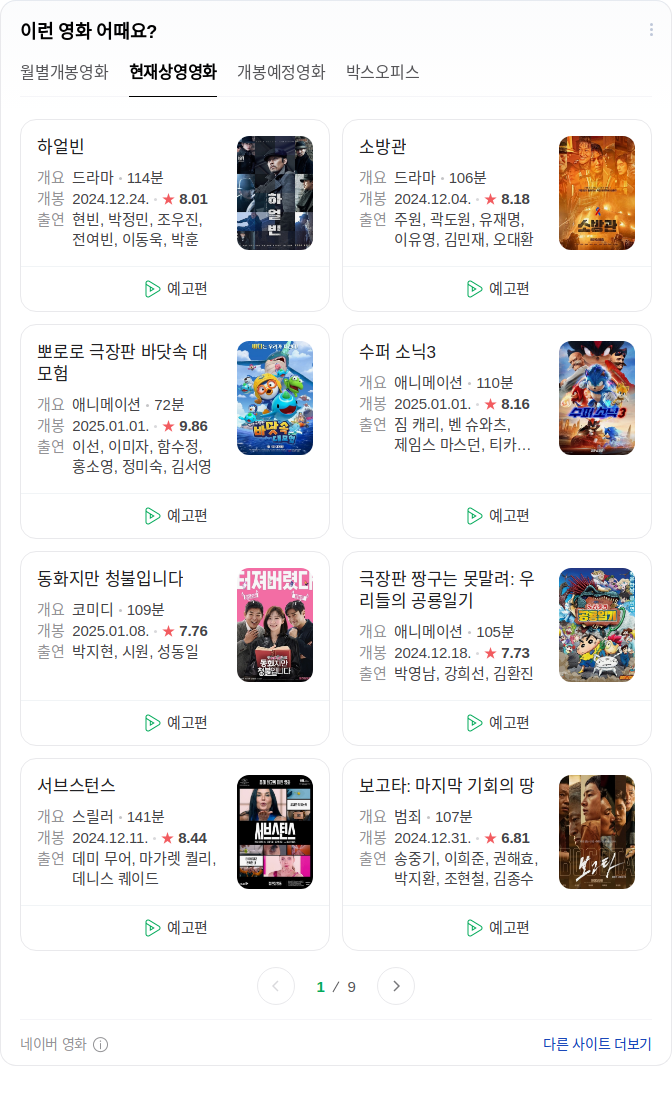 이런 영화 어때요?
월별개봉영화 현재상영영화 개봉예정영화 박스오피스
하얼빈
개요 드라마 · 114분
개봉 2024.12.24. · ★ 8.01
출연 현빈, 박정민, 조우진,
전여빈, 이동욱, 박훈
하
얼
빈
예고편
소방관
개요 드라마 · 106분
개봉 2024.12.04. · ★ 8.18
출연 주원, 곽도원, 유재명,
이유영, 김민재, 오대환
소방관
예고편
뽀로로 극장판 바닷속 대
모험
개요 애니메이션 · 72분
개봉 2025.01.01. · ★ 9.86
출연 이선, 이미자, 함수정,
홍소영, 정미숙, 김서영
바닷속
대모험
예고편
수퍼 소닉3
개요 애니메이션 · 110분
개봉 2025.01.01. · ★ 8.16
출연 짐 캐리, 벤 슈와츠,
제임스 마스던, 티카…
수퍼소닉3
예고편
동화지만 청불입니다
개요 코미디 · 109분
개봉 2025.01.08. · ★ 7.76
출연 박지현, 시원, 성동일
터져버렸다
동화지만
청불입니다
예고편
극장판 짱구는 못말려: 우
리들의 공룡일기
개요 애니메이션 · 105분
개봉 2024.12.18. · ★ 7.73
출연 박영남, 강희선, 김환진
공룡일기
예고편
서브스턴스
개요 스릴러 · 141분
개봉 2024.12.11. · ★ 8.44
출연 데미 무어, 마가렛 퀄리,
데니스 퀘이드
서브스턴스
예고편
보고타: 마지막 기회의 땅
개요 범죄 · 107분
개봉 2024.12.31. · ★ 6.81
출연 송중기, 이희준, 권해효,
박지환, 조현철, 김종수
보고타
예고편
1 / 9
네이버 영화
다른 사이트 더보기